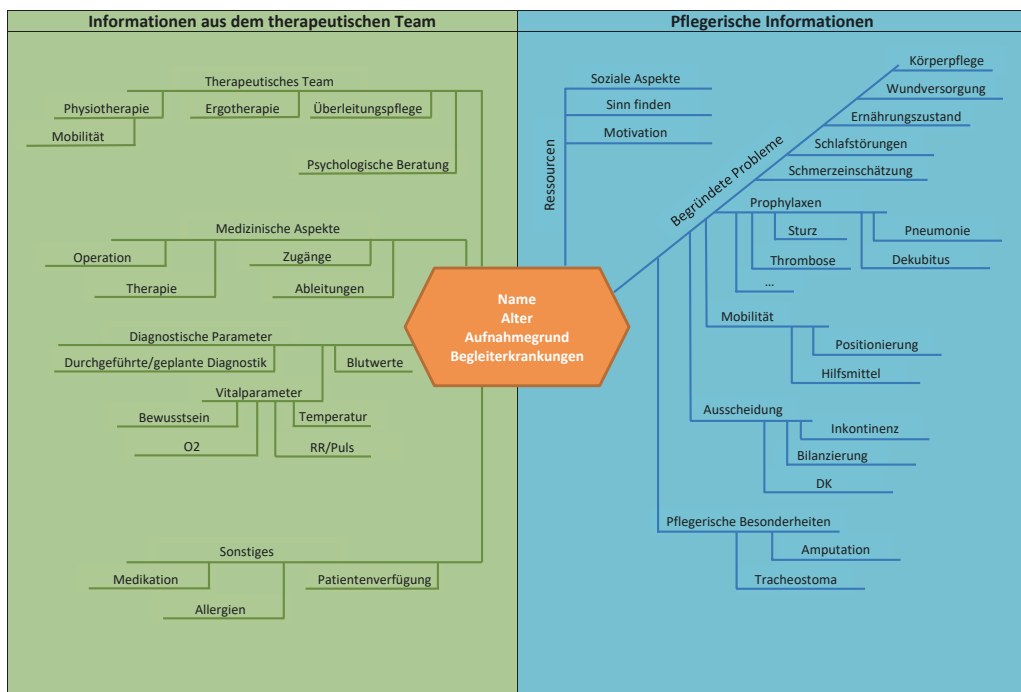 Informationen aus dem therapeutischen Team
Therapeutisches Team
Physiotherapie
Ergotherapie
Überleitungspflege
Mobilität
Psychologische Beratung
Medizinische Aspekte
Operation
Zugänge
Therapie
Ableitungen
Diagnostische Parameter
Durchgeführte/geplante Diagnostik
Blutwerte
Vitalparameter
Bewusstsein
Temperatur
O2
RR/Puls
Sonstiges
Medikation
Patientenverfügung
Allergien
Name
Alter
Aufnahmegrund
Begleiterkrankungen
Pflegerische Informationen
Ressourcen
Soziale Aspekte
Sinn finden
Motivation
Begründete Probleme
Körperpflege
Wundversorgung
Ernährungszustand
Schlafstörungen
Schmerzeinschätzung
Prophylaxen
Sturz
Pneumonie
Thrombose
Dekubitus
...
Mobilität
Positionierung
Hilfsmittel
Ausscheidung
Inkontinenz
Bilanzierung
DK
Pflegerische Besonderheiten
Amputation
Tracheostoma